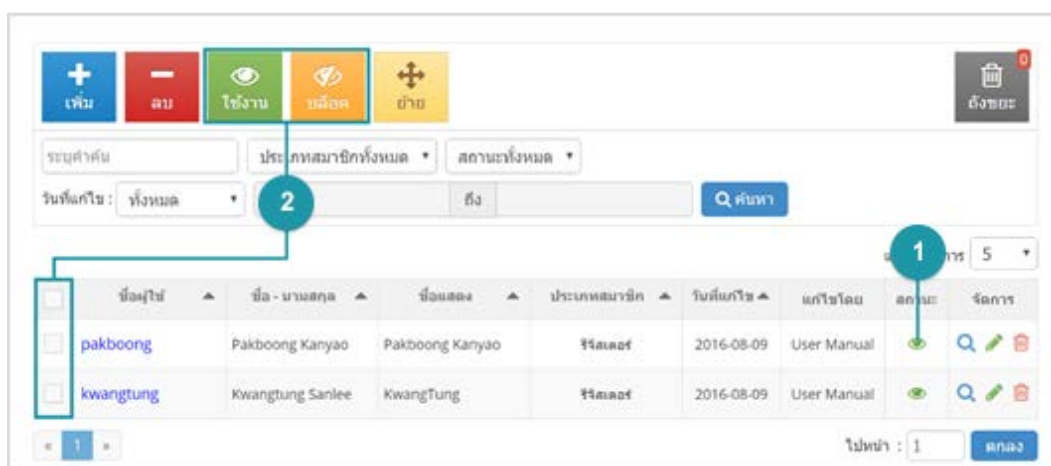 เพิ่ม ลบ ใช้งาน บล็อค ย้าย 0 ถังขยะ
ระบุคำค้น ประเภทสมาชิกทั้งหมด สถานะทั้งหมด
วันที่แก้ไข : ทั้งหมด 2 ถึง ค้นหา
1 5
ชื่อผู้ใช้ ชื่อ - นามสกุล ชื่อแสดง ประเภทสมาชิก วันที่แก้ไข แก้ไขโดย สถานะ จัดการ
pakboong Pakboong Kanyao Pakboong Kanyao รีจิสเตอร์ 2016-08-09 User Manual
kwangtung Kwangtung Sanlee KwangTung รีจิสเตอร์ 2016-08-09 User Manual
« 1 » ไปหน้า : 1 ตกลง